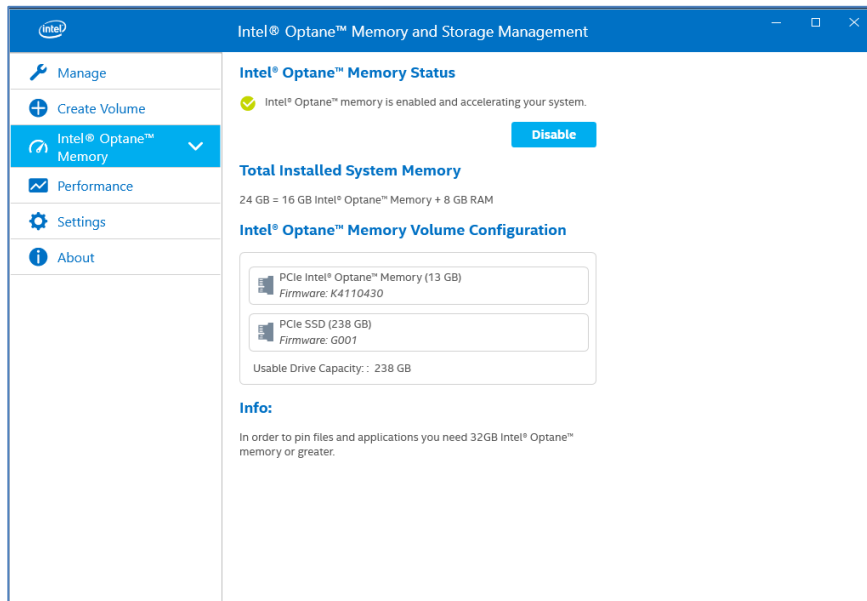 intel
Intel® Optane™ Memory and Storage Management
Manage
Create Volume
Intel® Optane™
Memory
Performance
Settings
About
Intel® Optane™ Memory Status
Intel® Optane™ memory is enabled and accelerating your system.
Disable
Total Installed System Memory
24 GB = 16 GB Intel® Optane™ Memory + 8 GB RAM
Intel® Optane™ Memory Volume Configuration
PCIe Intel® Optane™ Memory (13 GB)
Firmware: K4110430
PCIe SSD (238 GB)
Firmware: G001
Usable Drive Capacity: : 238 GB
Info:
In order to pin files and applications you need 32GB Intel® Optane™
memory or greater.